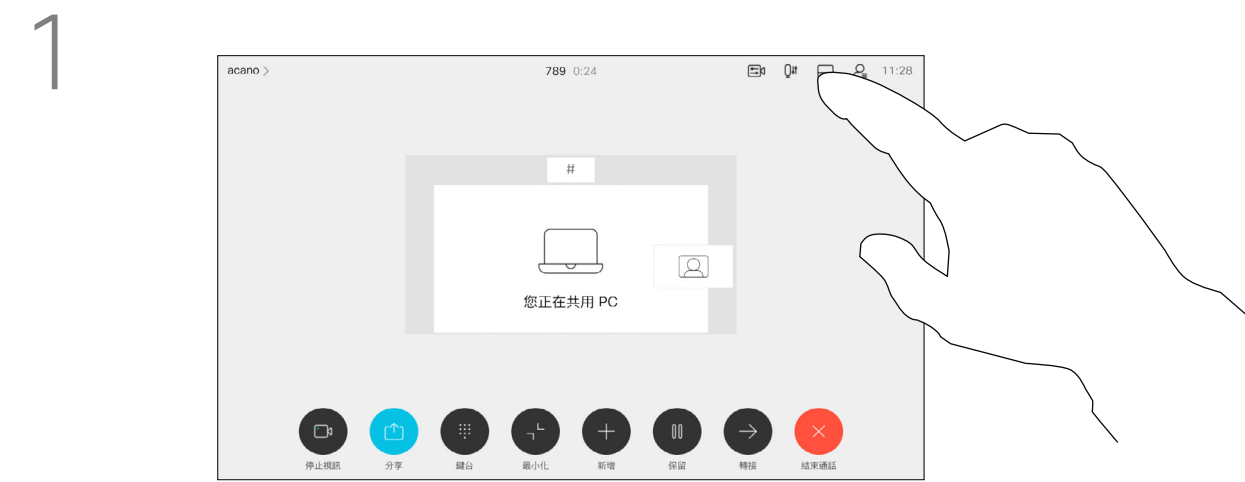 1
acano >
789 0:24
11:28
#
您正在共用 PC
停止視訊
分享
鍵台
最小化
新增
保留
轉接
結束通話